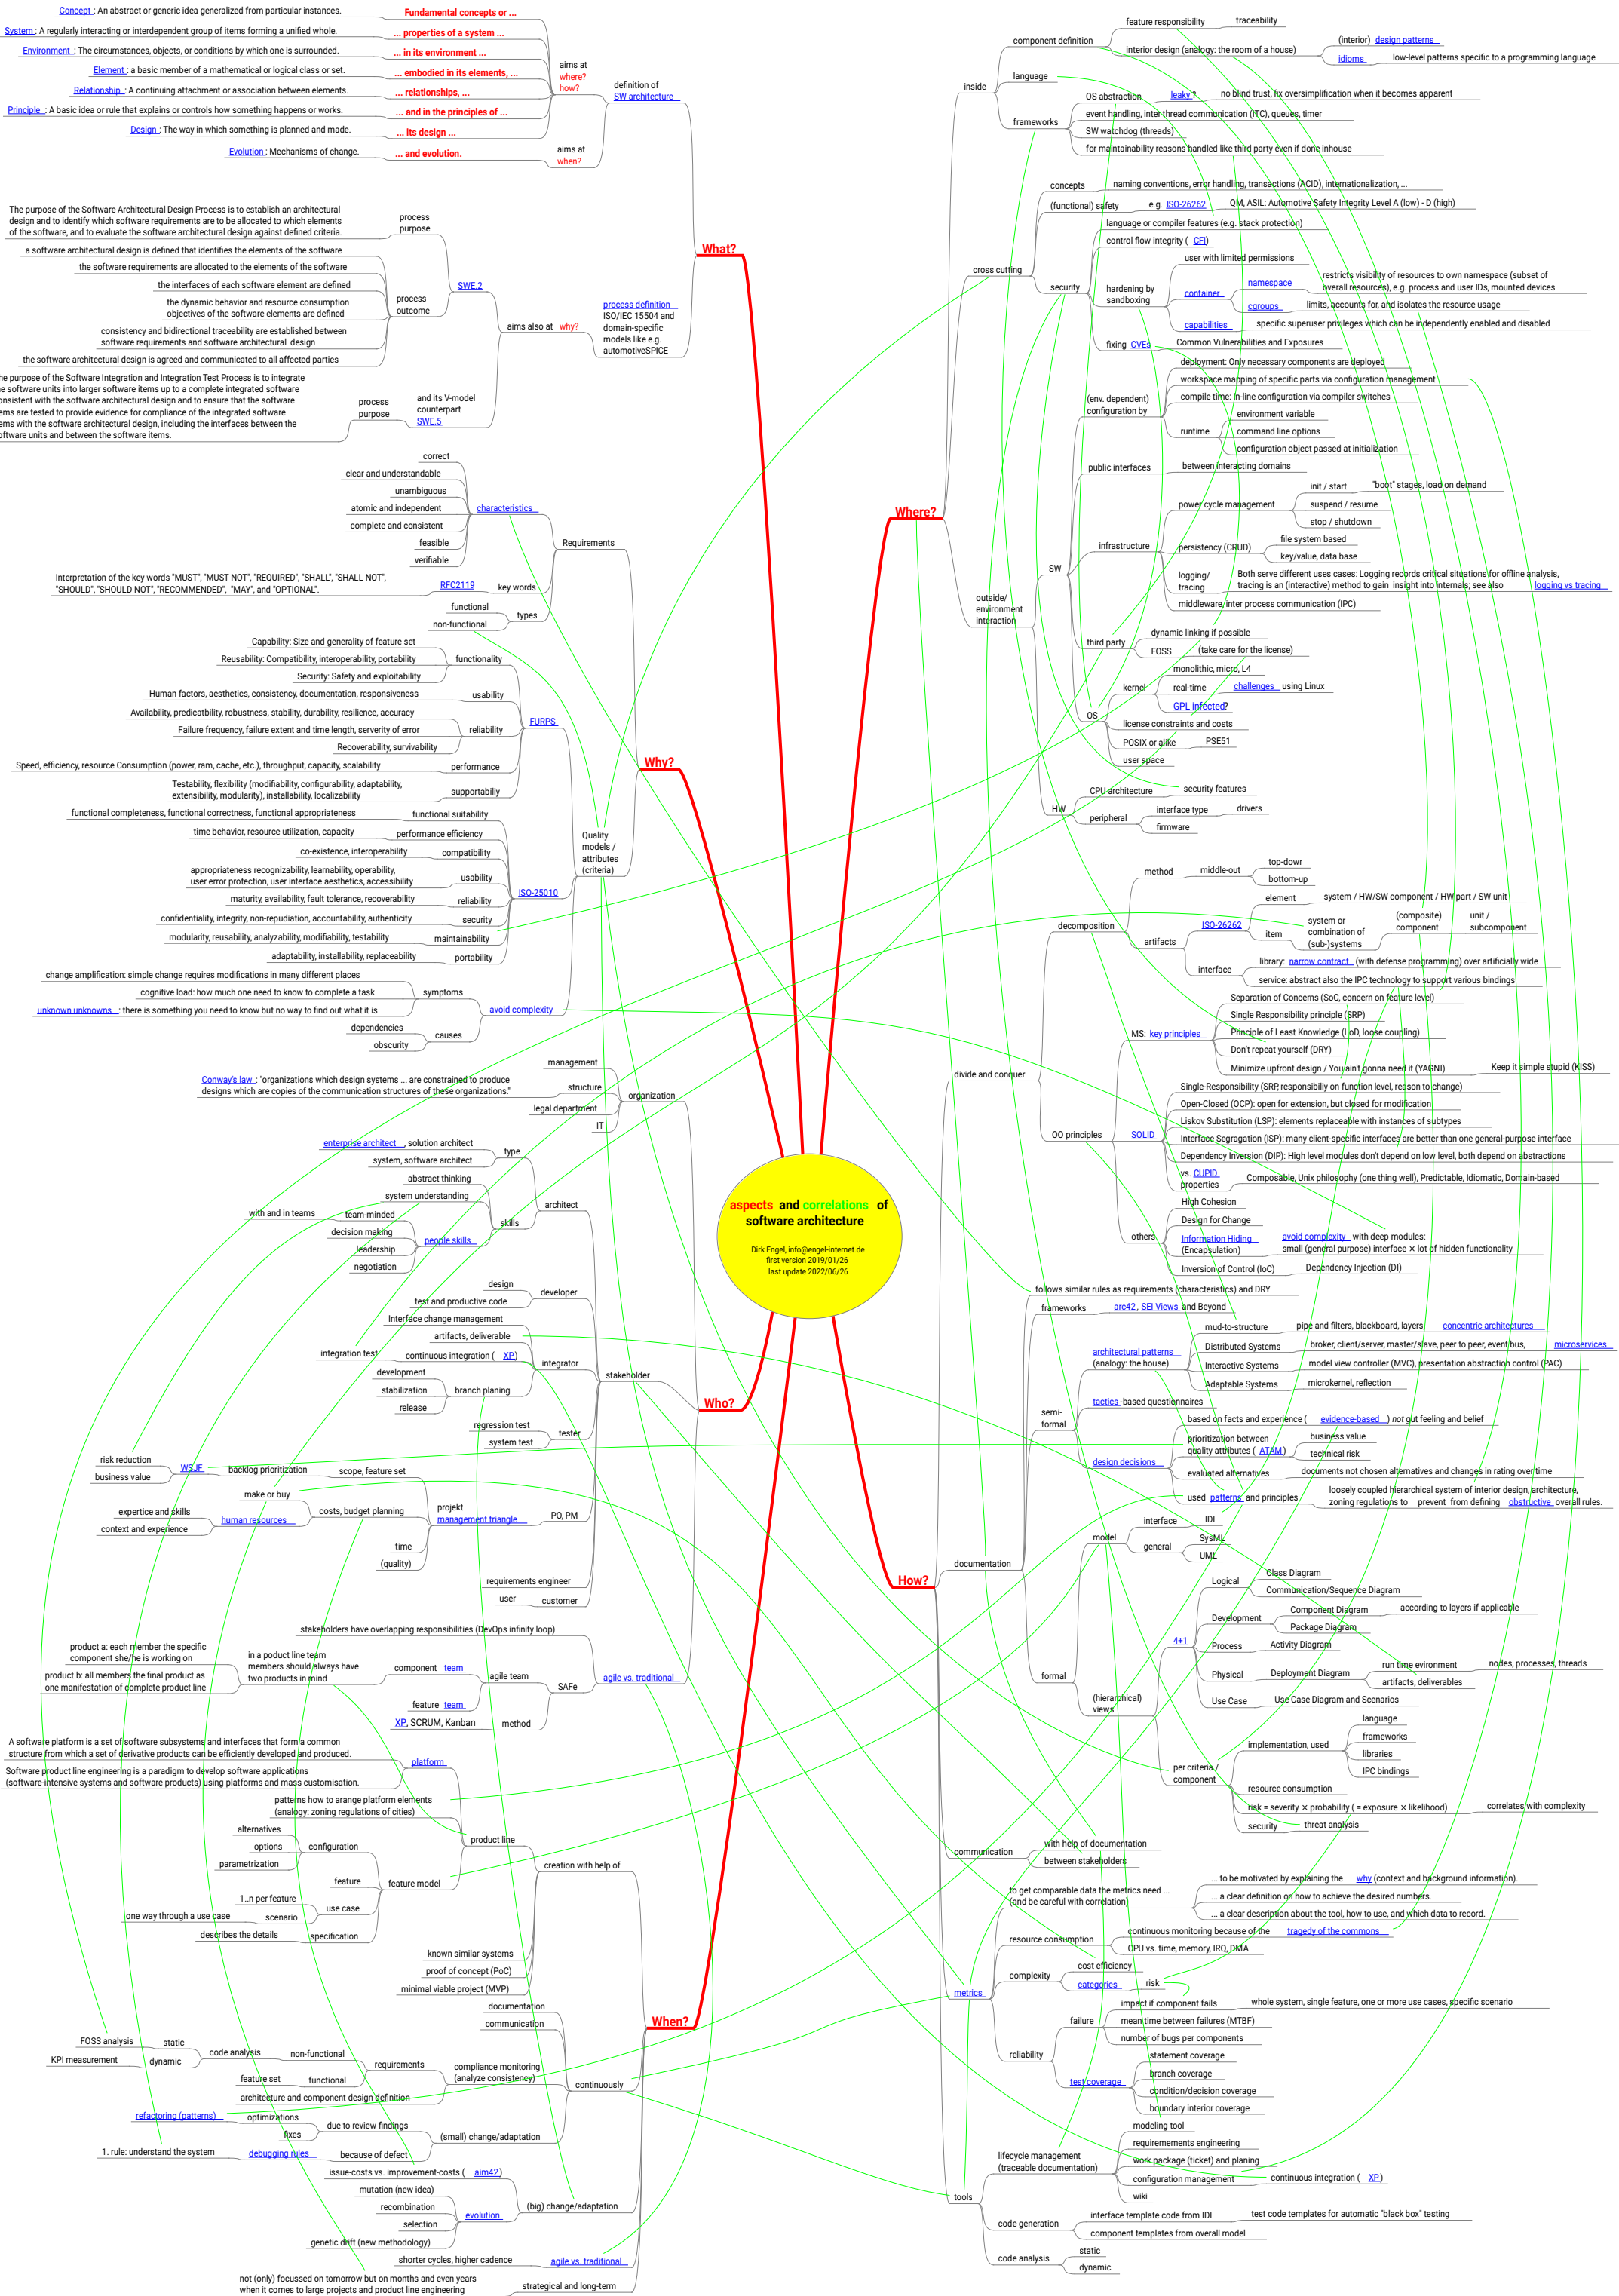 aspects and correlations of
software architecture
Dirk Engel, info@engel-internet.de
first version 2019/01/26
last update 2022/06/26
What?
definition of
SW architecture
aims at
where?
how?
Concept : An abstract or generic idea generalized from particular instances.
Fundamental concepts or ...
System : A regularly interacting or interdependent group of items forming a unified whole.
... properties of a system ...
Environment : The circumstances, objects, or conditions by which one is surrounded.
... in its environment ...
Element : a basic member of a mathematical or logical class or set.
... embodied in its elements, ...
Relationship : A continuing attachment or association between elements.
... relationships, ...
Principle : A basic idea or rule that explains or controls how something happens or works.
... and in the principles of ...
Design : The way in which something is planned and made.
... its design ...
aims at
when?
Evolution : Mechanisms of change.
... and evolution.
process definition
ISO/IEC 15504 and
domain-specific
models like e.g.
automotiveSPICE
aims also at why?
SWE.2
process
purpose
The purpose of the Software Architectural Design Process is to establish an architectural
design and to identify which software requirements are to be allocated to which elements
of the software, and to evaluate the software architectural design against defined criteria.
process
outcome
a software architectural design is defined that identifies the elements of the software
the software requirements are allocated to the elements of the software
the interfaces of each software element are defined
the dynamic behavior and resource consumption
objectives of the software elements are defined
consistency and bidirectional traceability are established between
software requirements and software architectural design
the software architectural design is agreed and communicated to all affected parties
and its V-model
counterpart
SWE.5
process
purpose
he purpose of the Software Integration and Integration Test Process is to integrate
e software units into larger software items up to a complete integrated software
onsistent with the software architectural design and to ensure that the software
ems are tested to provide evidence for compliance of the integrated software
ems with the software architectural design, including the interfaces between the
oftware units and between the software items.
Why?
Requirements
characteristics
correct
clear and understandable
unambiguous
atomic and independent
complete and consistent
feasible
verifiable
key words
RFC2119
Interpretation of the key words "MUST", "MUST NOT", "REQUIRED", "SHALL", "SHALL NOT",
"SHOULD", "SHOULD NOT", "RECOMMENDED", "MAY", and "OPTIONAL".
types
functional
non-functional
Quality
models /
attributes
(criteria)
FURPS
functionality
Capability: Size and generality of feature set
Reusability: Compatibility, interoperability, portability
Security: Safety and exploitability
usability
Human factors, aesthetics, consistency, documentation, responsiveness
reliability
Availability, predicatbility, robustness, stability, durability, resilience, accuracy
Failure frequency, failure extent and time length, serverity of error
Recoverability, survivability
performance
Speed, efficiency, resource Consumption (power, ram, cache, etc.), throughput, capacity, scalability
supportabiliy
Testability, flexibility (modifiability, configurability, adaptability,
extensibility, modularity), installability, localizability
ISO-25010
functional suitability
functional completeness, functional correctness, functional appropriateness
performance efficiency
time behavior, resource utilization, capacity
compatibility
co-existence, interoperability
usability
appropriateness recognizability, learnability, operability,
user error protection, user interface aesthetics, accessibility
reliability
maturity, availability, fault tolerance, recoverability
security
confidentiality, integrity, non-repudiation, accountability, authenticity
maintainability
modularity, reusability, analyzability, modifiability, testability
portability
adaptability, installability, replaceability
avoid complexity
symptoms
change amplification: simple change requires modifications in many different places
cognitive load: how much one need to know to complete a task
unknown unknowns : there is something you need to know but no way to find out what it is
causes
dependencies
obscurity
Who?
organization
management
structure
Conway's law : "organizations which design systems ... are constrained to produce
designs which are copies of the communication structures of these organizations."
legal department
IT
stakeholder
architect
type
enterprise architect , solution architect
system, software architect
skills
abstract thinking
system understanding
people skills
team-minded
with and in teams
decision making
leadership
negotiation
developer
design
test and productive code
integrator
Interface change management
artifacts, deliverable
continuous integration ( XP )
integration test
branch planing
development
stabilization
release
tester
regression test
system test
PO, PM
projekt
management triangle
scope, feature set
backlog prioritization
WSJF
risk reduction
business value
costs, budget planning
make or buy
human resources
expertice and skills
context and experience
time
(quality)
requirements engineer
customer
user
agile vs. traditional
stakeholders have overlapping responsibilities (DevOps infinity loop)
SAFe
agile team
component team
in a poduct line team
members should always have
two products in mind
product a: each member the specific
component she/he is working on
product b: all members the final product as
one manifestation of complete product line
feature team
method
XP, SCRUM, Kanban
When?
creation with help of
product line
platform
A software platform is a set of software subsystems and interfaces that form a common
structure from which a set of derivative products can be efficiently developed and produced.
Software product line engineering is a paradigm to develop software applications
(software-intensive systems and software products) using platforms and mass customisation.
patterns how to arange platform elements
(analogy: zoning regulations of cities)
feature model
configuration
alternatives
options
parametrization
feature
use case
1..n per feature
scenario
one way through a use case
specification
describes the details
known similar systems
proof of concept (PoC)
minimal viable project (MVP)
continuously
documentation
communication
compliance monitoring
(analyze consistency)
requirements
non-functional
code analysis
static
FOSS analysis
dynamic
KPI measurement
functional
feature set
architecture and component design definition
(small) change/adaptation
due to review findings
optimizations
refactoring (patterns)
fixes
because of defect
debugging rules
1. rule: understand the system
(big) change/adaptation
issue-costs vs. improvement-costs ( aim42 )
evolution
mutation (new idea)
recombination
selection
genetic drift (new methodology)
agile vs. traditional
shorter cycles, higher cadence
strategical and long-term
not (only) focussed on tomorrow but on months and even years
when it comes to large projects and product line engineering
Where?
inside
component definition
feature responsibility
traceability
interior design (analogy: the room of a house)
(interior) design patterns
idioms
low-level patterns specific to a programming language
language
frameworks
OS abstraction
leaky ?
no blind trust, fix oversimplification when it becomes apparent
event handling, inter thread communication (ITC), queues, timer
SW watchdog (threads)
for maintainability reasons handled like third party even if done inhouse
cross cutting
concepts
naming conventions, error handling, transactions (ACID), internationalization, ...
(functional) safety
e.g. ISO-26262
QM, ASIL: Automotive Safety Integrity Level A (low) - D (high)
security
language or compiler features (e.g. stack protection)
control flow integrity ( CFI )
hardening by
sandboxing
user with limited permissions
container
namespace
restricts visibility of resources to own namespace (subset of
overall resources), e.g. process and user IDs, mounted devices
cgroups
limits, accounts for, and isolates the resource usage
capabilities
specific superuser privileges which can be independently enabled and disabled
fixing CVEs
Common Vulnerabilities and Exposures
outside/
environment
interaction
SW
(env. dependent)
configuration by
deployment: Only necessary components are deployed
workspace mapping of specific parts via configuration management
compile time: In-line configuration via compiler switches
runtime
environment variable
command line options
configuration object passed at initialization
public interfaces
between interacting domains
infrastructure
power cycle management
init / start
"boot" stages, load on demand
suspend / resume
stop / shutdown
persistency (CRUD)
file system based
key/value, data base
logging/
tracing
Both serve different uses cases: Logging records critical situations for offline analysis,
tracing is an (interactive) method to gain insight into internals; see also logging vs tracing
middleware, inter process communication (IPC)
third party
dynamic linking if possible
FOSS
(take care for the license)
OS
kernel
monolithic, micro, L4
real-time
challenges using Linux
GPL infected?
license constraints and costs
POSIX or alike
PSE51
user space
HW
CPU architecture
security features
peripheral
interface type
drivers
firmware
How?
divide and conquer
decomposition
method
middle-out
top-dowr
bottom-up
artifacts
ISO-26262
element
system / HW/SW component / HW part / SW unit
item
system or
combination of
(sub-)systems
(composite)
component
unit /
subcomponent
interface
library: narrow contract (with defense programming) over artificially wide
service: abstract also the IPC technology to support various bindings
OO principles
MS: key principles
Separation of Concerns (SoC, concern on feature level)
Single Responsibility principle (SRP)
Principle of Least Knowledge (LoD, loose coupling)
Don't repeat yourself (DRY)
Minimize upfront design / You ain't gonna need it (YAGNI)
Keep it simple stupid (KISS)
SOLID
Single-Responsibility (SRP, responsibiliy on function level, reason to change)
Open-Closed (OCP): open for extension, but closed for modification
Liskov Substitution (LSP): elements replaceable with instances of subtypes
Interface Segragation (ISP): many client-specific interfaces are better than one general-purpose interface
Dependency Inversion (DIP): High level modules don't depend on low level, both depend on abstractions
vs. CUPID
properties
Composable, Unix philosophy (one thing well), Predictable, Idiomatic, Domain-based
others
High Cohesion
Design for Change
Information Hiding
(Encapsulation)
avoid complexity with deep modules:
small (general purpose) interface × lot of hidden functionality
Inversion of Control (IoC)
Dependency Injection (DI)
documentation
follows similar rules as requirements (characteristics) and DRY
frameworks
arc42, SEI Views and Beyond
semi-
formal
architectural patterns
(analogy: the house)
mud-to-structure
pipe and filters, blackboard, layers, concentric architectures
Distributed Systems
broker, client/server, master/slave, peer to peer, event bus, microservices
Interactive Systems
model view controller (MVC), presentation abstraction control (PAC)
Adaptable Systems
microkernel, reflection
tactics -based questionnaires
design decisions
based on facts and experience ( evidence-based ) not gut feeling and belief
prioritization between
quality attributes ( ATAM )
business value
technical risk
evaluated alternatives
documents not chosen alternatives and changes in rating over time
used patterns and principles
loosely coupled hierarchical system of interior design, architecture,
zoning regulations to prevent from defining obstructive overall rules.
formal
model
interface
IDL
general
SysML
UML
(hierarchical)
views
4+1
Logical
Class Diagram
Communication/Sequence Diagram
Development
Component Diagram
according to layers if applicable
Package Diagram
Process
Activity Diagram
Physical
Deployment Diagram
run time evironment
nodes, processes, threads
artifacts, deliverables
Use Case
Use Case Diagram and Scenarios
per criteria /
component
implementation, used
language
frameworks
libraries
IPC bindings
resource consumption
risk = severity × probability ( = exposure × likelihood)
correlates with complexity
security
threat analysis
communication
with help of documentation
between stakeholders
metrics
to get comparable data the metrics need ...
(and be careful with correlation)
... to be motivated by explaining the why (context and background information).
... a clear definition on how to achieve the desired numbers.
... a clear description about the tool, how to use, and which data to record.
resource consumption
continuous monitoring because of the tragedy of the commons
CPU vs. time, memory, IRQ, DMA
complexity
cost efficiency
categories
risk
reliability
failure
impact if component fails
whole system, single feature, one or more use cases, specific scenario
mean time between failures (MTBF)
number of bugs per components
test coverage
statement coverage
branch coverage
condition/decision coverage
boundary interior coverage
tools
lifecycle management
(traceable documentation)
modeling tool
requiremements engineering
work package (ticket) and planing
configuration management
continuous integration ( XP )
wiki
code generation
interface template code from IDL
test code templates for automatic "black box" testing
component templates from overall model
code analysis
static
dynamic